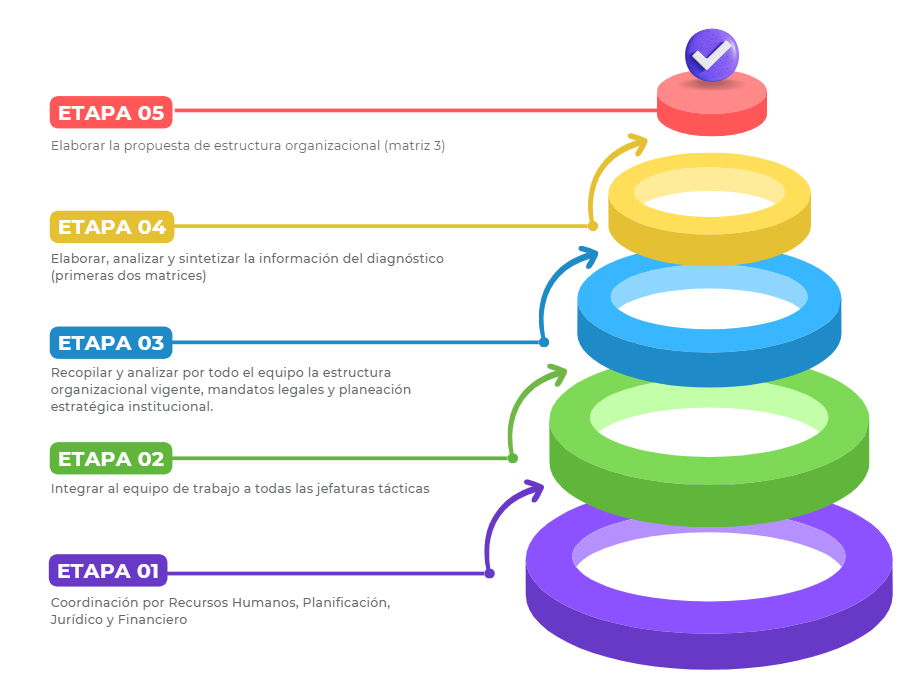 ETAPA 05
Elaborar la propuesta de estructura organizacional (matriz 3)
ETAPA 04
Elaborar, analizar y sintetizar la información del diagnóstico
(primeras dos matrices)
ETAPA 03
Recopilar y analizar por todo el equipo la estructura
organizacional vigente, mandatos legales y planeación
estratégica institucional.
ETAPA 02
Integrar al equipo de trabajo a todas las jefaturas tácticas
ETAPA 01
Coordinación por Recursos Humanos, Planificación,
Jurídico y Financiero